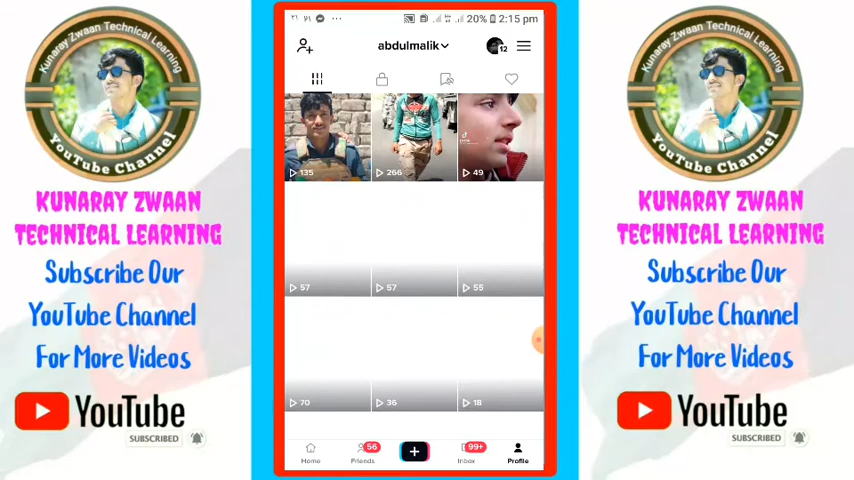 Kunaray Zwaan Technical Learning
YouTube Channel
KUNARAY ZWAAN
TECHNICAL LEARNING
Subscribe Our
YouTube Channel
For More Videos
YouTube
SUBSCRIBED
20% 2:15 pm
abdulmalik
12
135
266
49
57
57
55
70
36
18
Home
56
Friends
99+
Inbox
Profile
Kunaray Zwaan Technical Learning
YouTube Channel
KUNARAY ZWAAN
TECHNICAL LEARNING
Subscribe Our
YouTube Channel
For More Videos
YouTube
SUBSCRIBED